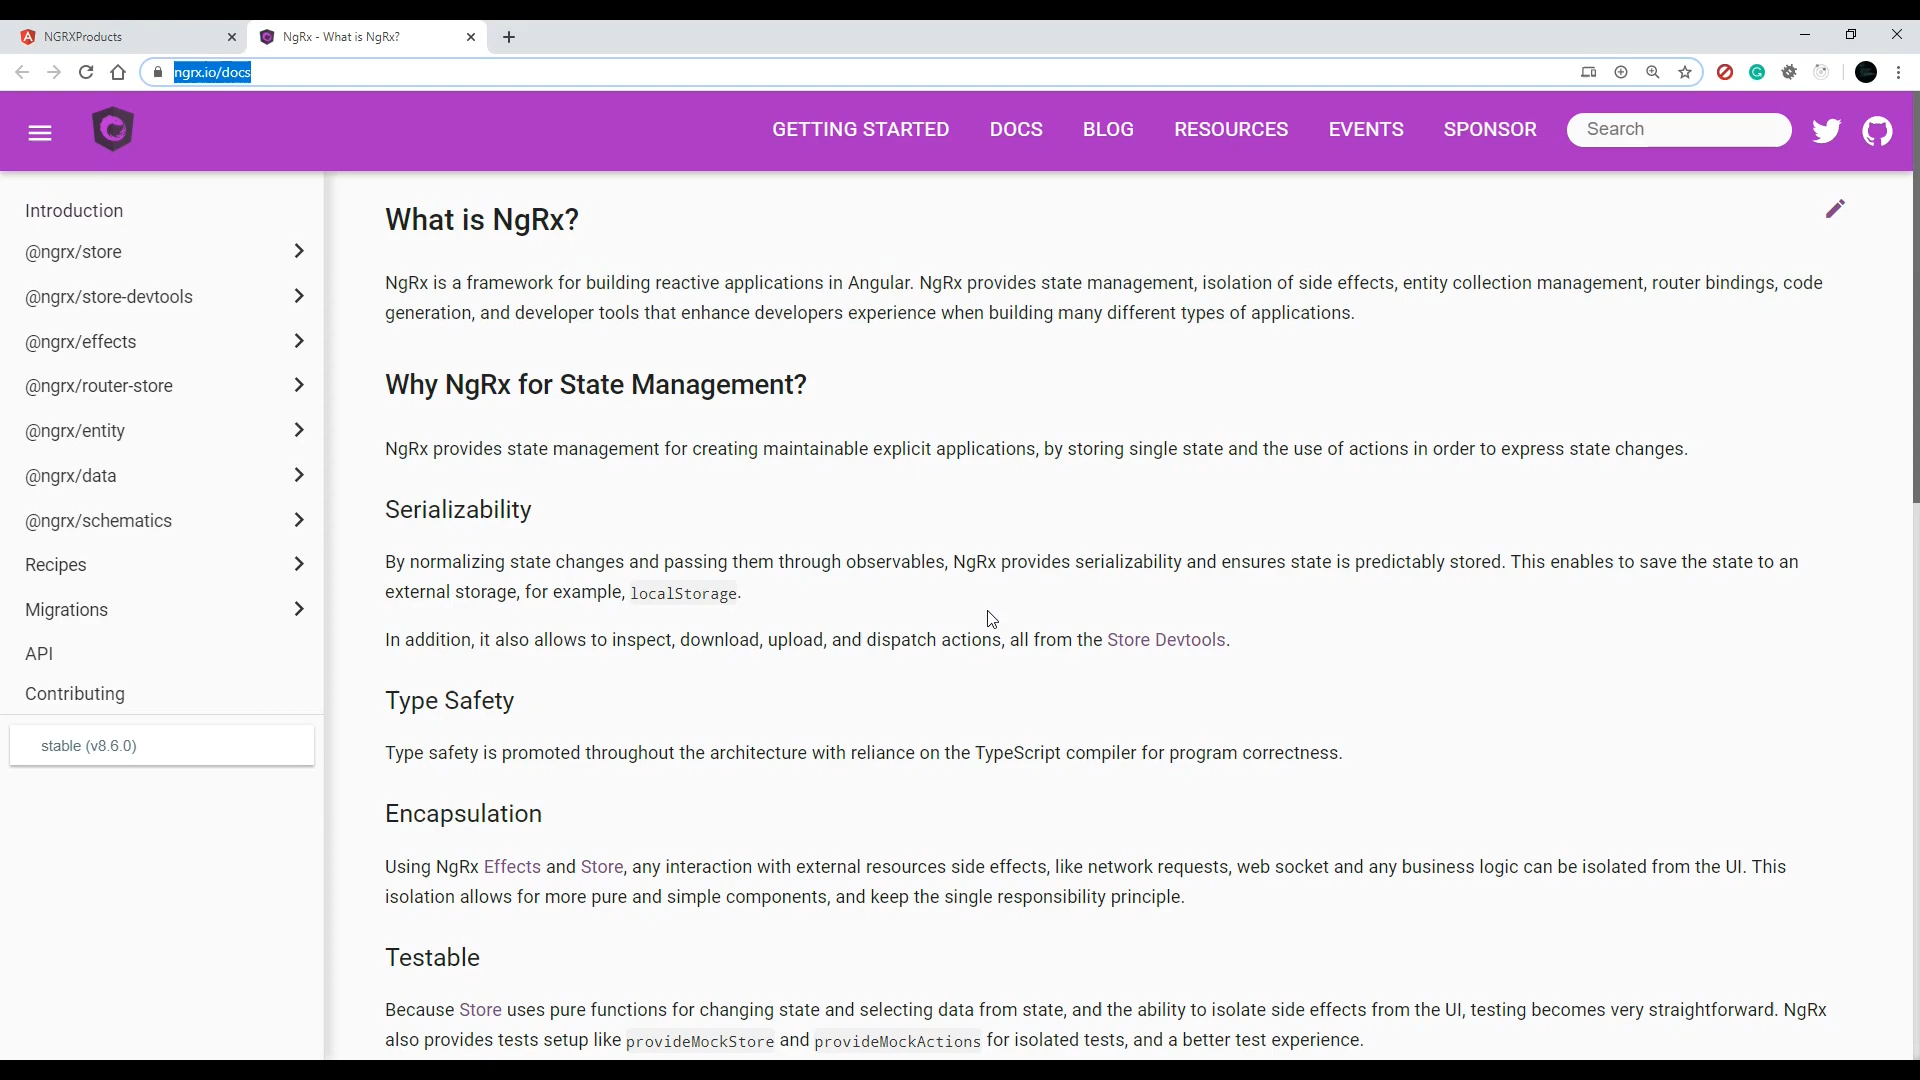 NGRXProducts
NgRx - What is NgRx?
ngrx.io/docs
GETTING STARTED
DOCS
BLOG
RESOURCES
EVENTS
SPONSOR
Search
Introduction
@ngrx/store
@ngrx/store-devtools
@ngrx/effects
@ngrx/router-store
@ngrx/entity
@ngrx/data
@ngrx/schematics
Recipes
Migrations
API
Contributing
stable (v8.6.0)
What is NgRx?
NgRx is a framework for building reactive applications in Angular. NgRx provides state management, isolation of side effects, entity collection management, router bindings, code
generation, and developer tools that enhance developers experience when building many different types of applications.
Why NgRx for State Management?
NgRx provides state management for creating maintainable explicit applications, by storing single state and the use of actions in order to express state changes.
Serializability
By normalizing state changes and passing them through observables, NgRx provides serializability and ensures state is predictably stored. This enables to save the state to an
external storage, for example, localStorage.
In addition, it also allows to inspect, download, upload, and dispatch actions, all from the Store Devtools.
Type Safety
Type safety is promoted throughout the architecture with reliance on the TypeScript compiler for program correctness.
Encapsulation
Using NgRx Effects and Store, any interaction with external resources side effects, like network requests, web socket and any business logic can be isolated from the UI. This
isolation allows for more pure and simple components, and keep the single responsibility principle.
Testable
Because Store uses pure functions for changing state and selecting data from state, and the ability to isolate side effects from the UI, testing becomes very straightforward. NgRx
also provides tests setup like provideMockStore and provideMockActions for isolated tests, and a better test experience.